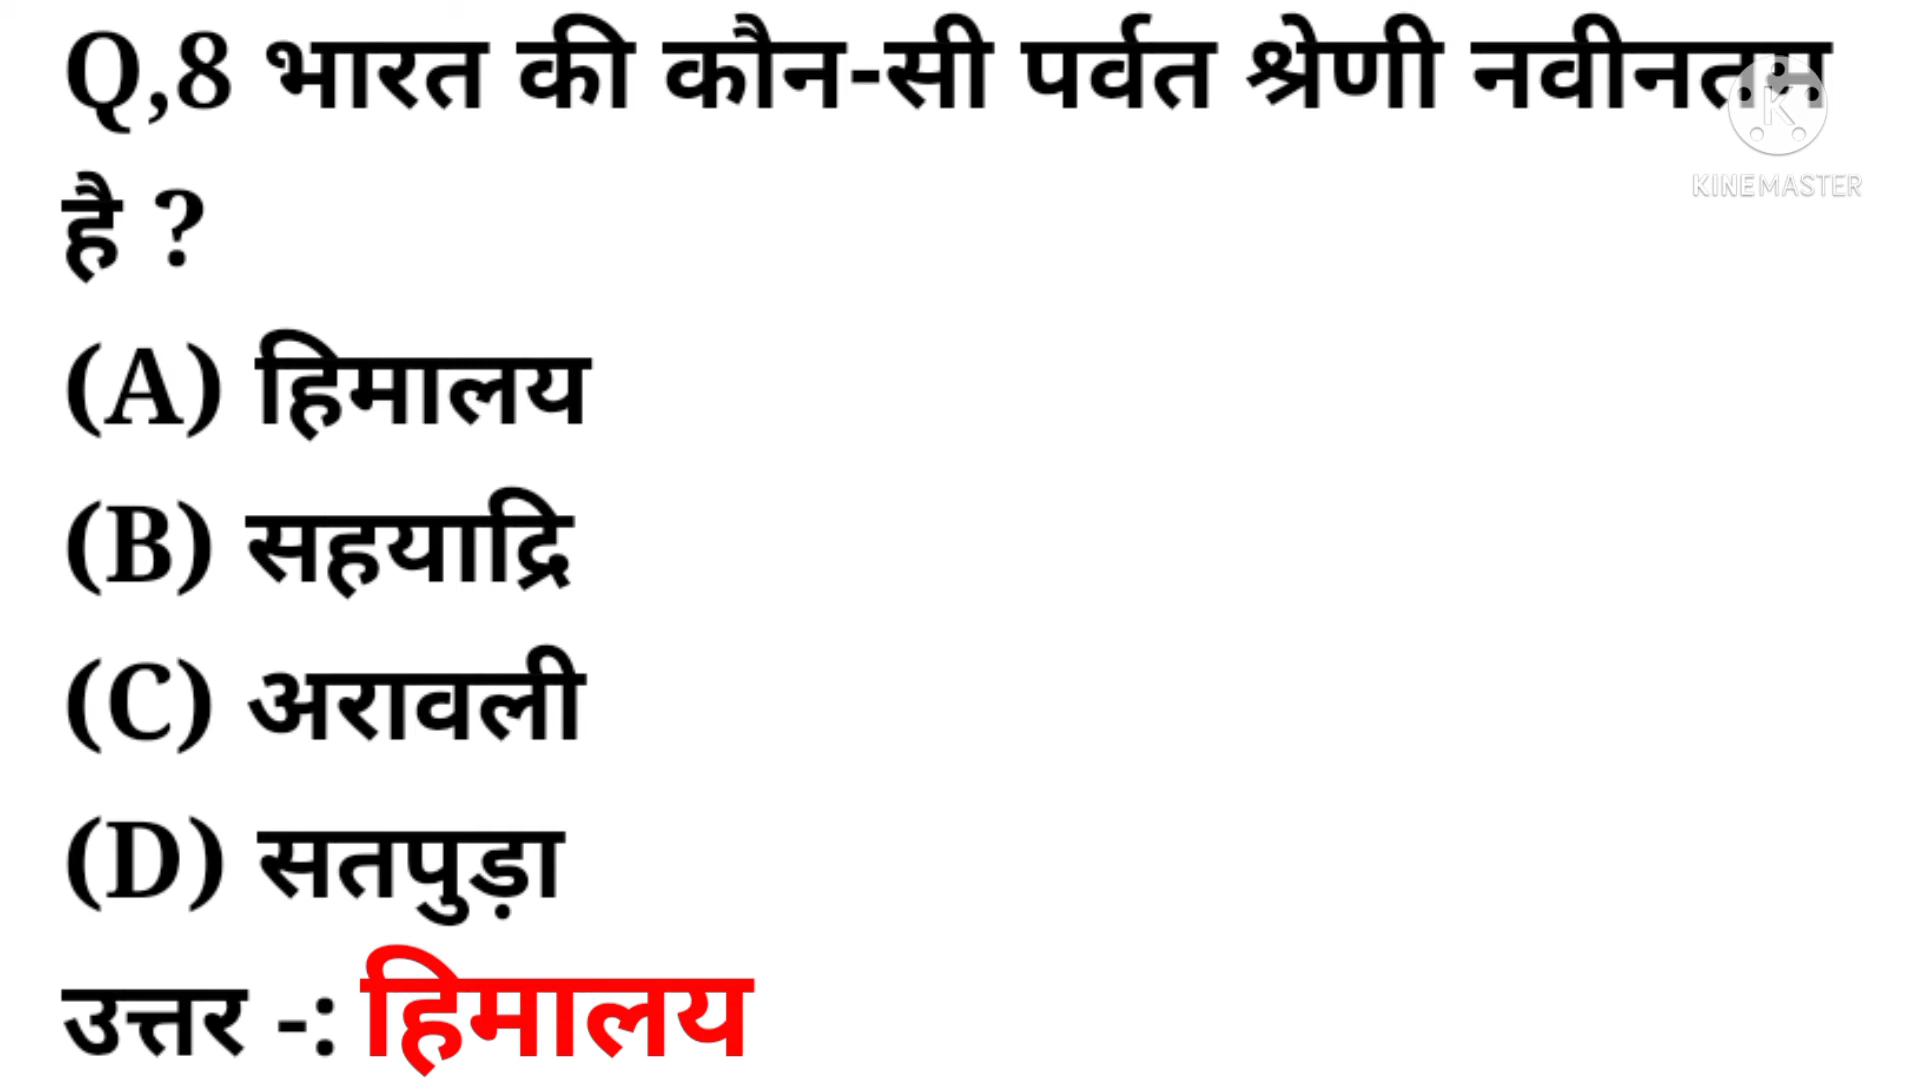 Q,8 भारत की कौन-सी पर्वत श्रेणी नवीनतम
है ?
(A) हिमालय
(B) सहयाद्रि
(C) अरावली
(D) सतपुड़ा
उत्तर -: हिमालय
K
KINEMASTER